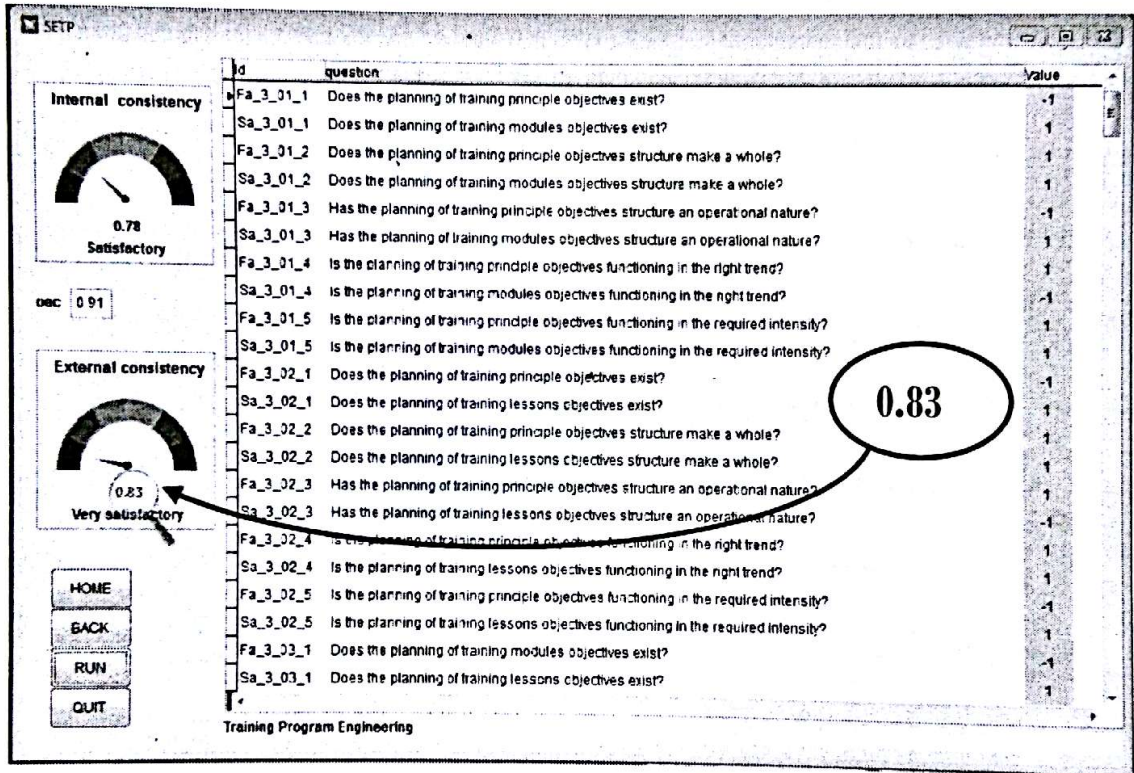 SETP
Internal consistency
0.78
Satisfactory
0.91
External consistency
0.83
Very satisfactory
HOME
BACK
RUN
QUIT
Id question Value
Fa_3_01_1 Does the planning of training principle objectives exist? -1
Sa_3_01_1 Does the planning of training modules objectives exist? 1
Fa_3_01_2 Does the planning of training principle objectives structure make a whole? 1
Sa_3_01_2 Does the planning of training modules objectives structure make a whole? 1
Fa_3_01_3 Has the planning of training principle objectives structure an operational nature? -1
Sa_3_01_3 Has the planning of training modules objectives structure an operational nature? 1
Fa_3_01_4 Is the planning of training principle objectives functioning in the right trend? 1
Sa_3_01_4 Is the planning of training modules objectives functioning in the right trend? -1
Fa_3_01_5 Is the planning of training principle objectives functioning in the required intensity? 1
Sa_3_01_5 Is the planning of training modules objectives functioning in the required intensity? 1
Fa_3_02_1 Does the planning of training principle objectives exist? -1
Sa_3_02_1 Does the planning of training lessons objectives exist? 1
Fa_3_02_2 Does the planning of training principle objectives structure make a whole? 1
Sa_3_02_2 Does the planning of training lessons objectives structure make a whole? 1
Fa_3_02_3 Has the planning of training principle objectives structure an operational nature? 1
Sa_3_02_3 Has the planning of training lessons objectives structure an operational nature? -1
Fa_3_02_4 Is the planning of training principle objectives functioning in the right trend? 1
Sa_3_02_4 Is the planning of training lessons objectives functioning in the right trend? 1
Fa_3_02_5 Is the planning of training principle objectives functioning in the required intensity? -1
Sa_3_02_5 Is the planning of training lessons objectives functioning in the required intensity? 1
Fa_3_03_1 Does the planning of training modules objectives exist? -1
Sa_3_03_1 Does the planning of training lessons objectives exist? 1
0.83
Training Program Engineering